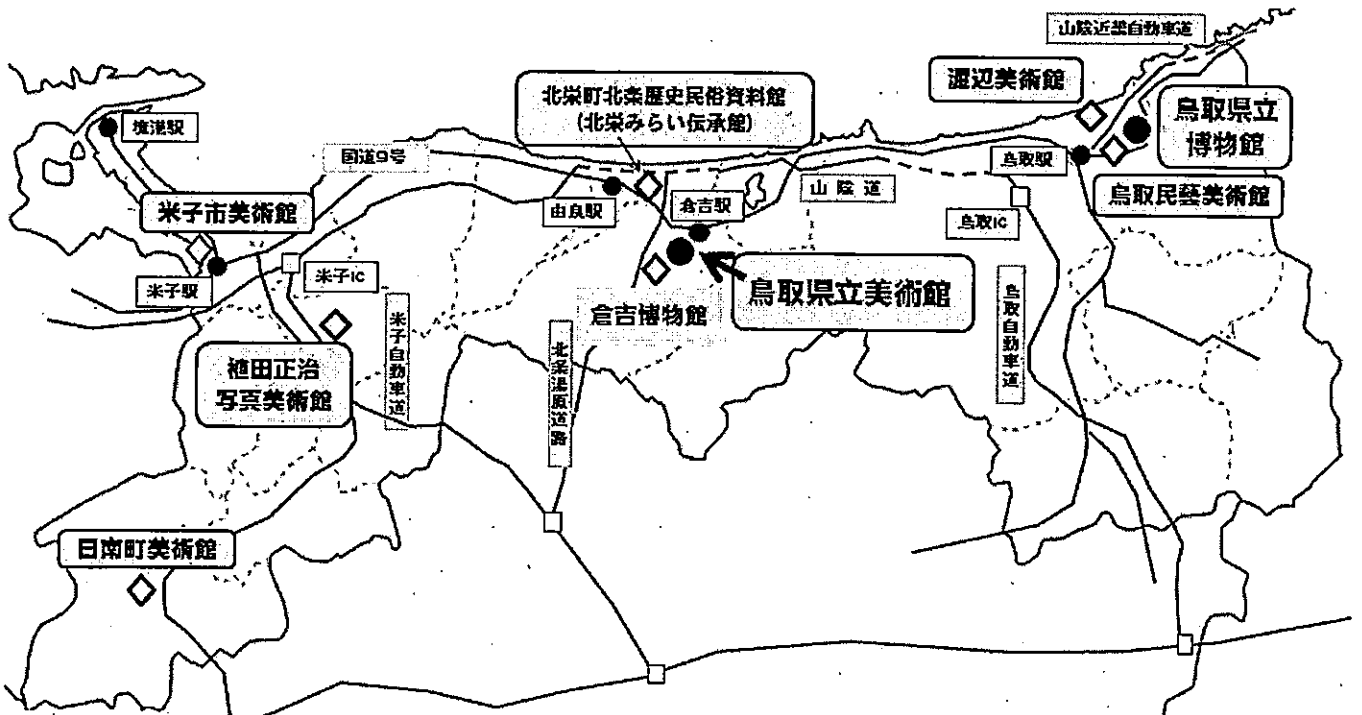 山陰近畿自動車道
渡辺美術館
鳥取県立
博物館
北栄町北条歴史民俗資料館
(北栄みらい伝承館)
境港駅
国道9号
鳥取駅
鳥取民藝美術館
米子市美術館
由良駅
倉吉駅
山陰道
鳥取IC
米子駅
米子IC
鳥取県立美術館
倉吉博物館
米子自動車道
北条湯原道路
鳥取自動車道
植田正治
写真美術館
日南町美術館